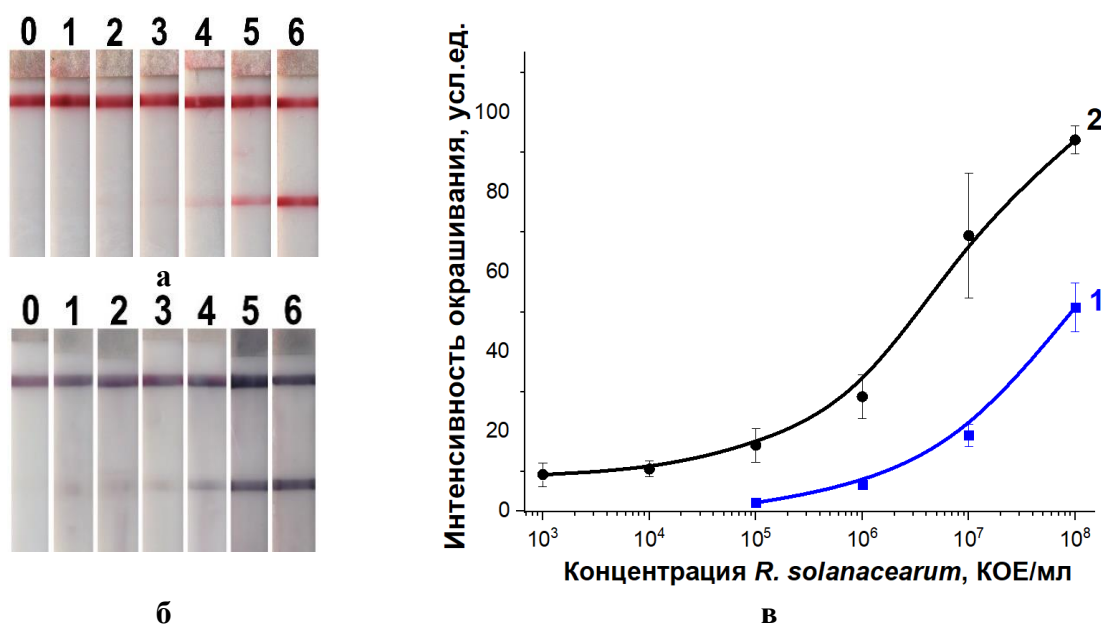 0 1 2 3 4 5 6
а
0 1 2 3 4 5 6
б
Интенсивность окрашивания, усл.ед.
100
80
60
40
20
0
2
1
10³ 10⁴ 10⁵ 10⁶ 10⁷ 10⁸
Концентрация R. solanacearum, КОЕ/мл
в